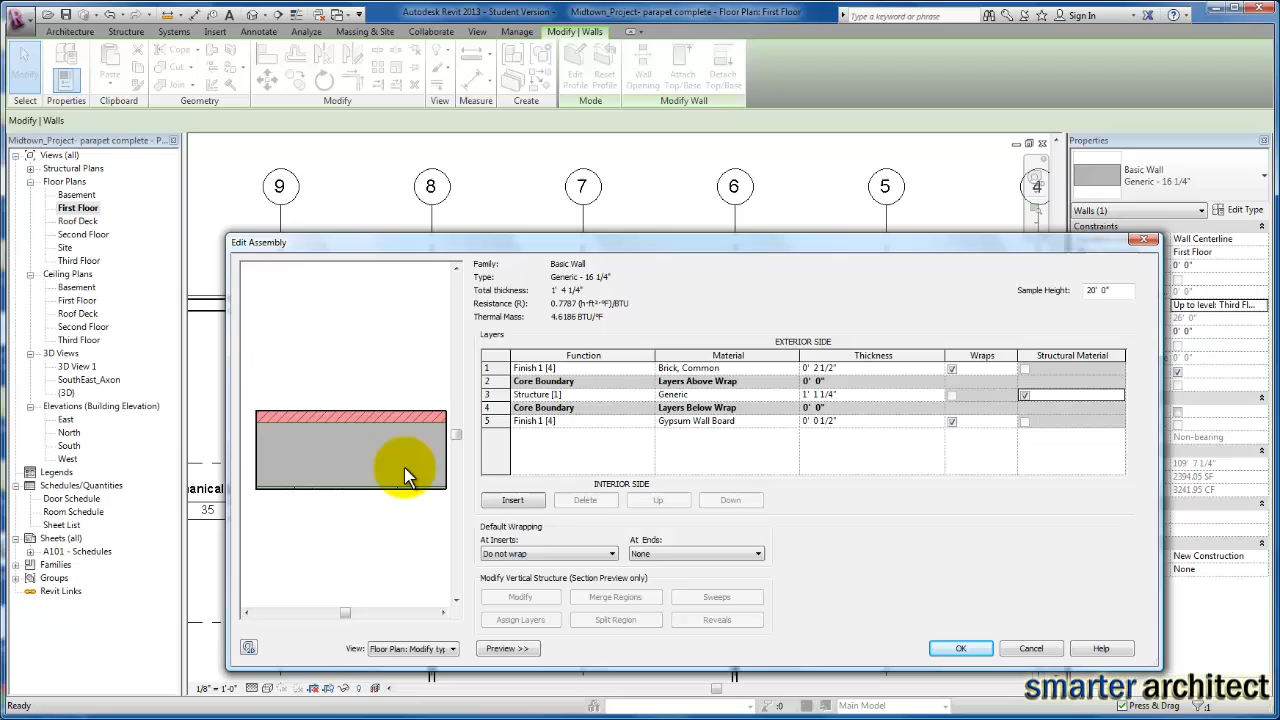 Autodesk Revit 2013 - Student Version - Midtown_Project- parapet complete - Floor Plan: First Floor
Type a keyword or phrase
Sign In
Architecture Structure Systems Insert Annotate Analyze Massing & Site Collaborate View Manage Modify | Walls
Modify Paste Cope Cut Join Edit Profile Reset Profile Wall Opening Attach Top/Base Detach Top/Base
Select Properties Clipboard Geometry Modify View Measure Create Mode Modify Wall
Modify | Walls
Midtown_Project- parapet complete - P...
Views (all)
Structural Plans
Floor Plans
Basement
First Floor
Roof Deck
Second Floor
Site
Third Floor
Ceiling Plans
Basement
First Floor
Roof Deck
Second Floor
Third Floor
3D Views
3D View 1
SouthEast_Axon
{3D}
Elevations (Building Elevation)
East
North
South
West
Legends
Schedules/Quantities
Door Schedule
Room Schedule
Sheet List
Sheets (all)
A101 - Schedules
Families
Groups
Revit Links
9 8 7 6 5 4
35
Edit Assembly
Family: Basic Wall
Type: Generic - 16 1/4"
Total thickness: 1' 4 1/4"
Resistance (R): 0.7787 (h·ft²·°F)/BTU
Thermal Mass: 4.6186 BTU/°F
Sample Height: 20' 0"
Layers
EXTERIOR SIDE
Function Material Thickness Wraps Structural Material
1 Finish 1 [4] Brick, Common 0' 2 1/2"
2 Core Boundary Layers Above Wrap 0' 0"
3 Structure [1] Generic 1' 1 1/4"
4 Core Boundary Layers Below Wrap 0' 0"
5 Finish 1 [4] Gypsum Wall Board 0' 0 1/2"
INTERIOR SIDE
Insert Delete Up Down
Default Wrapping
At Inserts: At Ends:
Do not wrap None
Modify Vertical Structure (Section Preview only)
Modify Merge Regions Sweeps
Assign Layers Split Region Reveals
View: Floor Plan: Modify typ
Preview >>
OK Cancel Help
Properties
Basic Wall
Generic - 16 1/4"
Walls (1) Edit Type
Constraints
Wall Centerline
First Floor
0' 0"
0' 0"
Up to level: Third Fl...
26' 0"
0' 0"
0' 0"
Non-bearing
109' 7 1/4"
2394.05 SF
3241.95 CF
New Construction
None
1/8" = 1'-0"
Ready
:0
Main Model
Press & Drag
:1
smarter architect